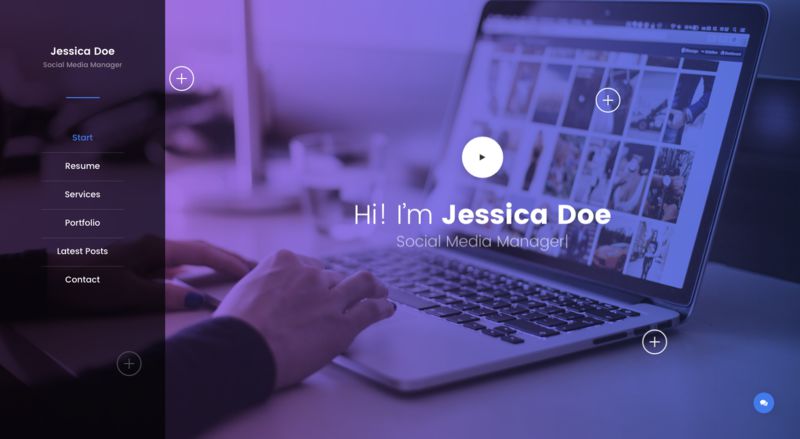 Jessica Doe
Social Media Manager
Start
Resume
Services
Portfolio
Latest Posts
Contact
Hi! I'm Jessica Doe
Social Media Manager|